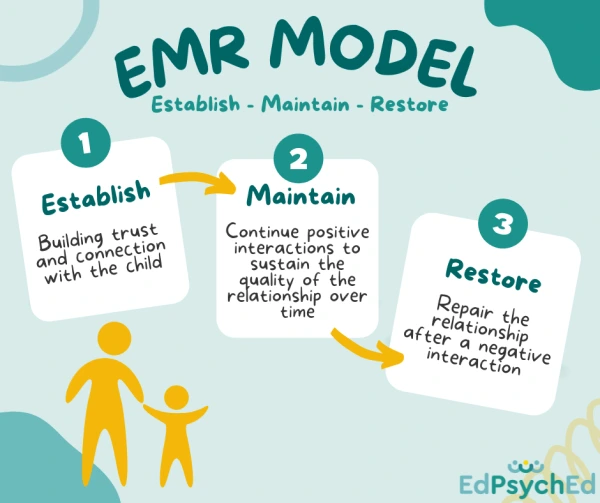 EMR MODEL
Establish - Maintain - Restore
1
Establish
Building trust
and connection
with the child
2
Maintain
Continue positive
interactions to
sustain the
quality of the
relationship over
time
3
Restore
Repair the
relationship
after a negative
interaction
EdPsychEd